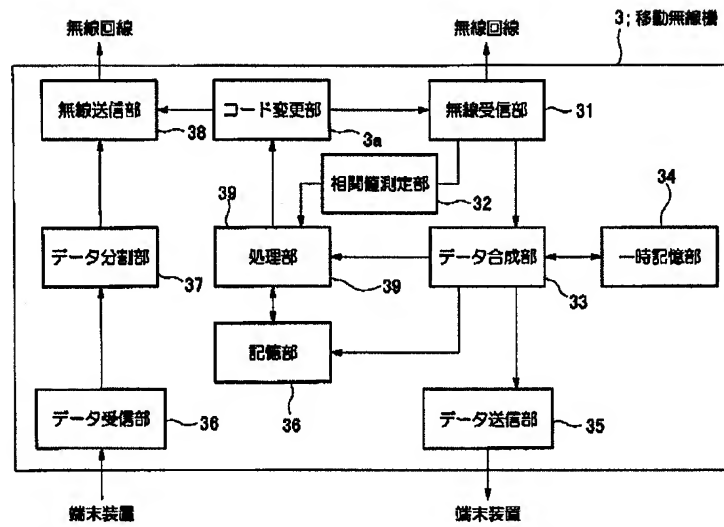 無線回線
無線回線
3;移動無線機
無線送信部
38
コード変更部
3a
無線受信部
31
相関値測定部
32
34
39
データ分割部
37
処理部
39
データ合成部
33
一時記憶部
記憶部
36
データ受信部
36
データ送信部
35
端末装置
端末装置